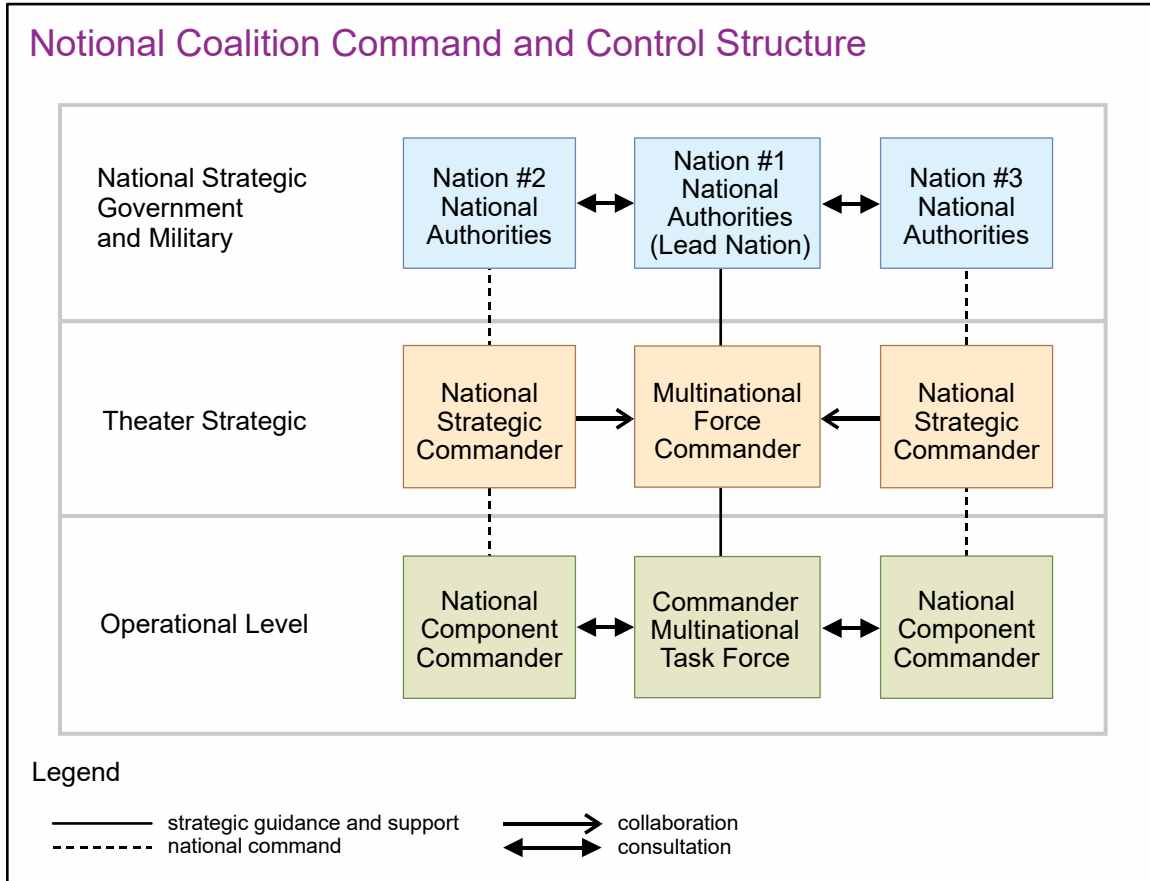 Notional Coalition Command and Control Structure
National Strategic
Government
and Military
Nation #2
National
Authorities
Nation #1
National
Authorities
(Lead Nation)
Nation #3
National
Authorities
Theater Strategic
National
Strategic
Commander
Multinational
Force
Commander
National
Strategic
Commander
Operational Level
National
Component
Commander
Commander
Multinational
Task Force
National
Component
Commander
Legend
strategic guidance and support
national command
collaboration
consultation